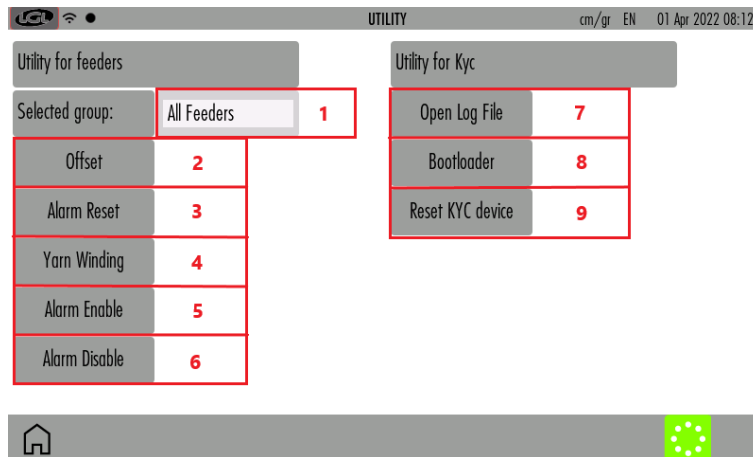 LGL UTILITY cm/gr EN 01 Apr 2022 08:12
Utility for feeders
Selected group: All Feeders 1
Offset 2
Alarm Reset 3
Yarn Winding 4
Alarm Enable 5
Alarm Disable 6
Utility for Kyc
Open Log File 7
Bootloader 8
Reset KYC device 9